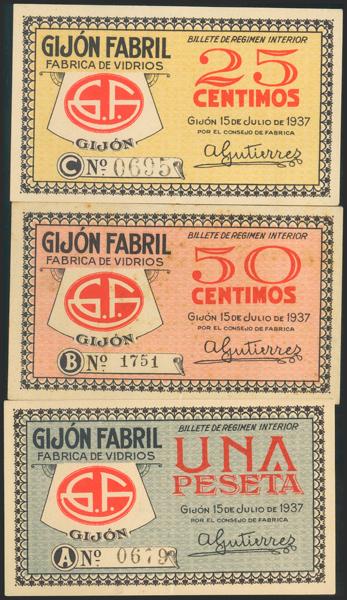 GIJÓN FABRIL
FABRICA DE VIDRIOS
G.F.
GIJÓN
C Nº 0695
BILLETE DE REGIMEN INTERIOR
25
CENTIMOS
GIJÓN 15 DE JULIO DE 1937
POR EL CONSEJO DE FABRICA
AGutierrez
GIJÓN FABRIL
FABRICA DE VIDRIOS
G.F.
GIJÓN
B Nº 1751
BILLETE DE REGIMEN INTERIOR
50
CENTIMOS
GIJÓN 15 DE JULIO DE 1937
POR EL CONSEJO DE FABRICA
AGutierrez
GIJÓN FABRIL
FABRICA DE VIDRIOS
G.F.
GIJÓN
A Nº 0679
BILLETE DE REGIMEN INTERIOR
UNA
PESETA
GIJÓN 15 DE JULIO DE 1937
POR EL CONSEJO DE FABRICA
AGutierrez